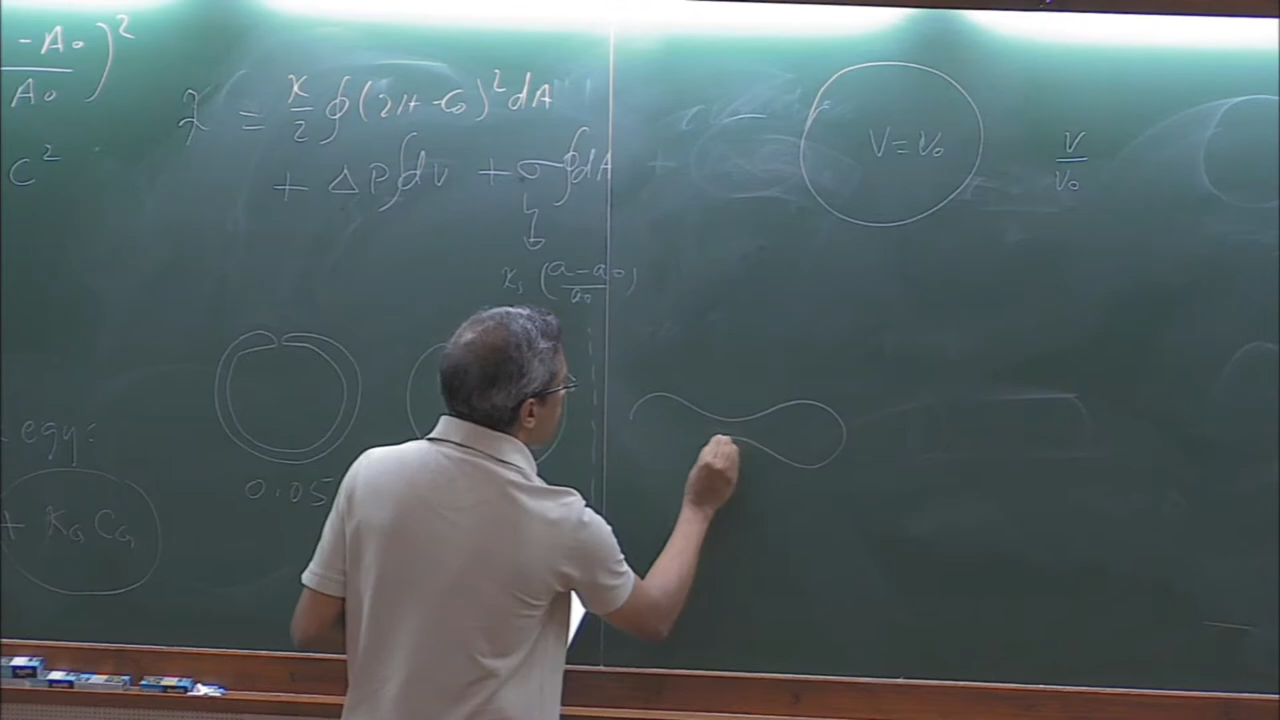 - A₀ )²
A₀
C²
ℱ = κ/2 ∮ (2H - C₀)² dA
+ ΔP ∫ dv + σ ∮ dA
κₛ ( a - a₀ / a₀ )
egy:
+ K_G C_G
0.05
V = V₀
V / V₀